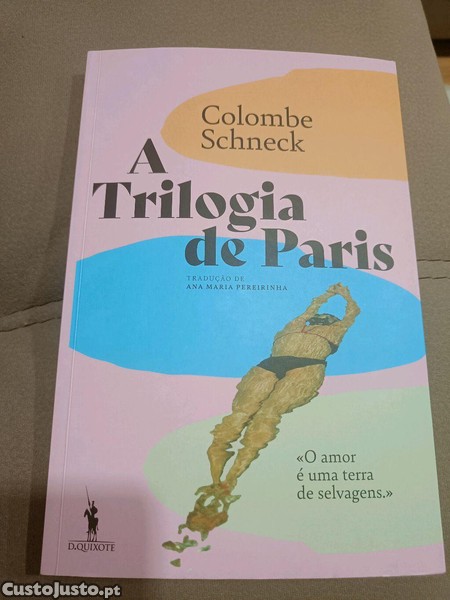 Colombe
Schneck
A
Trilogia
de Paris
TRADUÇÃO DE
ANA MARIA PEREIRINHA
«O amor
é uma terra
de selvagens.»
D.QUIXOTE
CustoJusto.pt